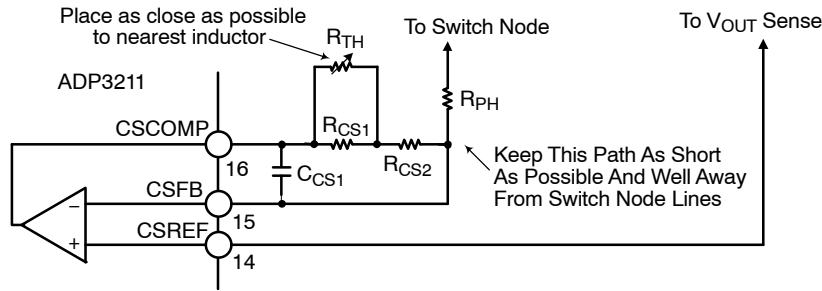 Place as close as possible
to nearest inductor
RTH
To Switch Node
To VOUT Sense
ADP3211
RPH
CSCOMP
RCS1
16
CCS1
RCS2
Keep This Path As Short
As Possible And Well Away
From Switch Node Lines
−
CSFB
15
+
CSREF
14